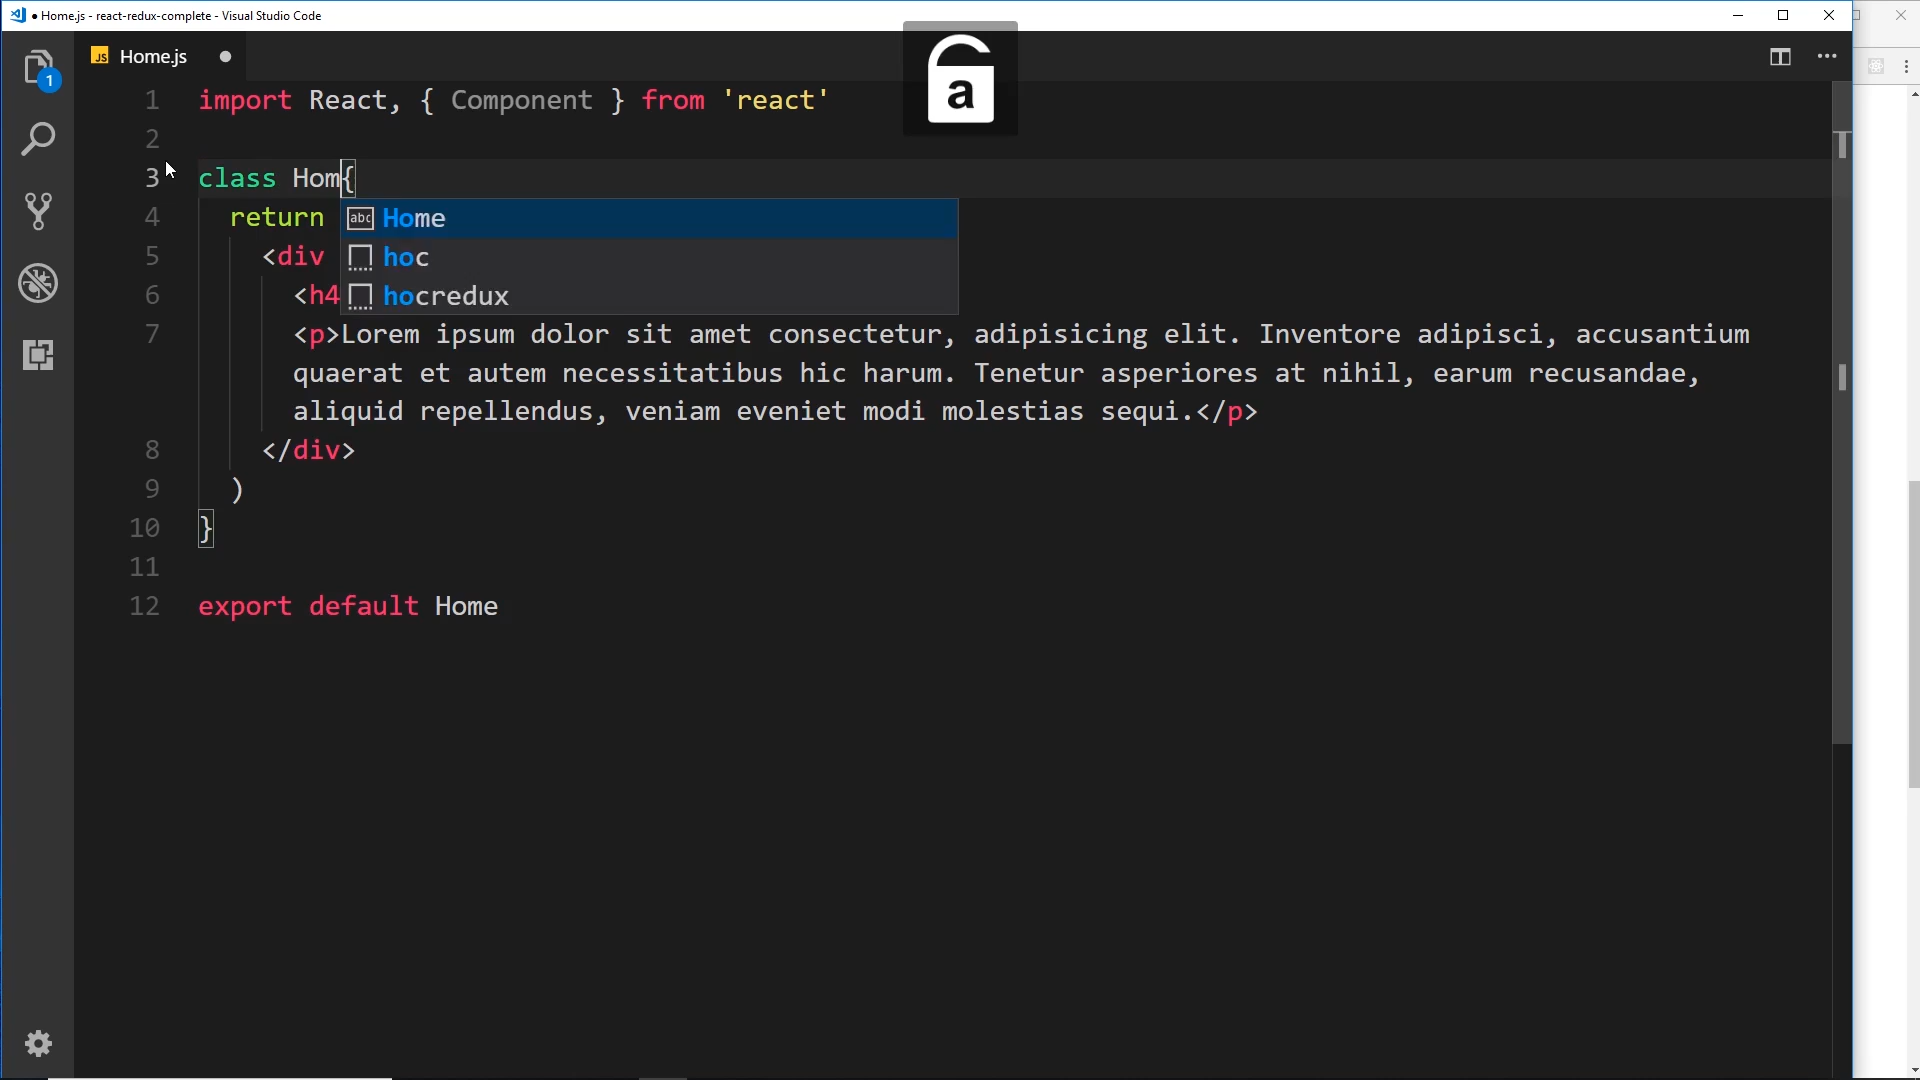 Home.js - react-redux-complete - Visual Studio Code
JS Home.js
a
1
1 import React, { Component } from 'react'
2
3 class Hom{
4 return
abc Home
5 <div
hoc
6 <h4
hocredux
7 <p>Lorem ipsum dolor sit amet consectetur, adipisicing elit. Inventore adipisci, accusantium
quaerat et autem necessitatibus hic harum. Tenetur asperiores at nihil, earum recusandae,
aliquid repellendus, veniam eveniet modi molestias sequi.</p>
8 </div>
9 )
10 }
11
12 export default Home